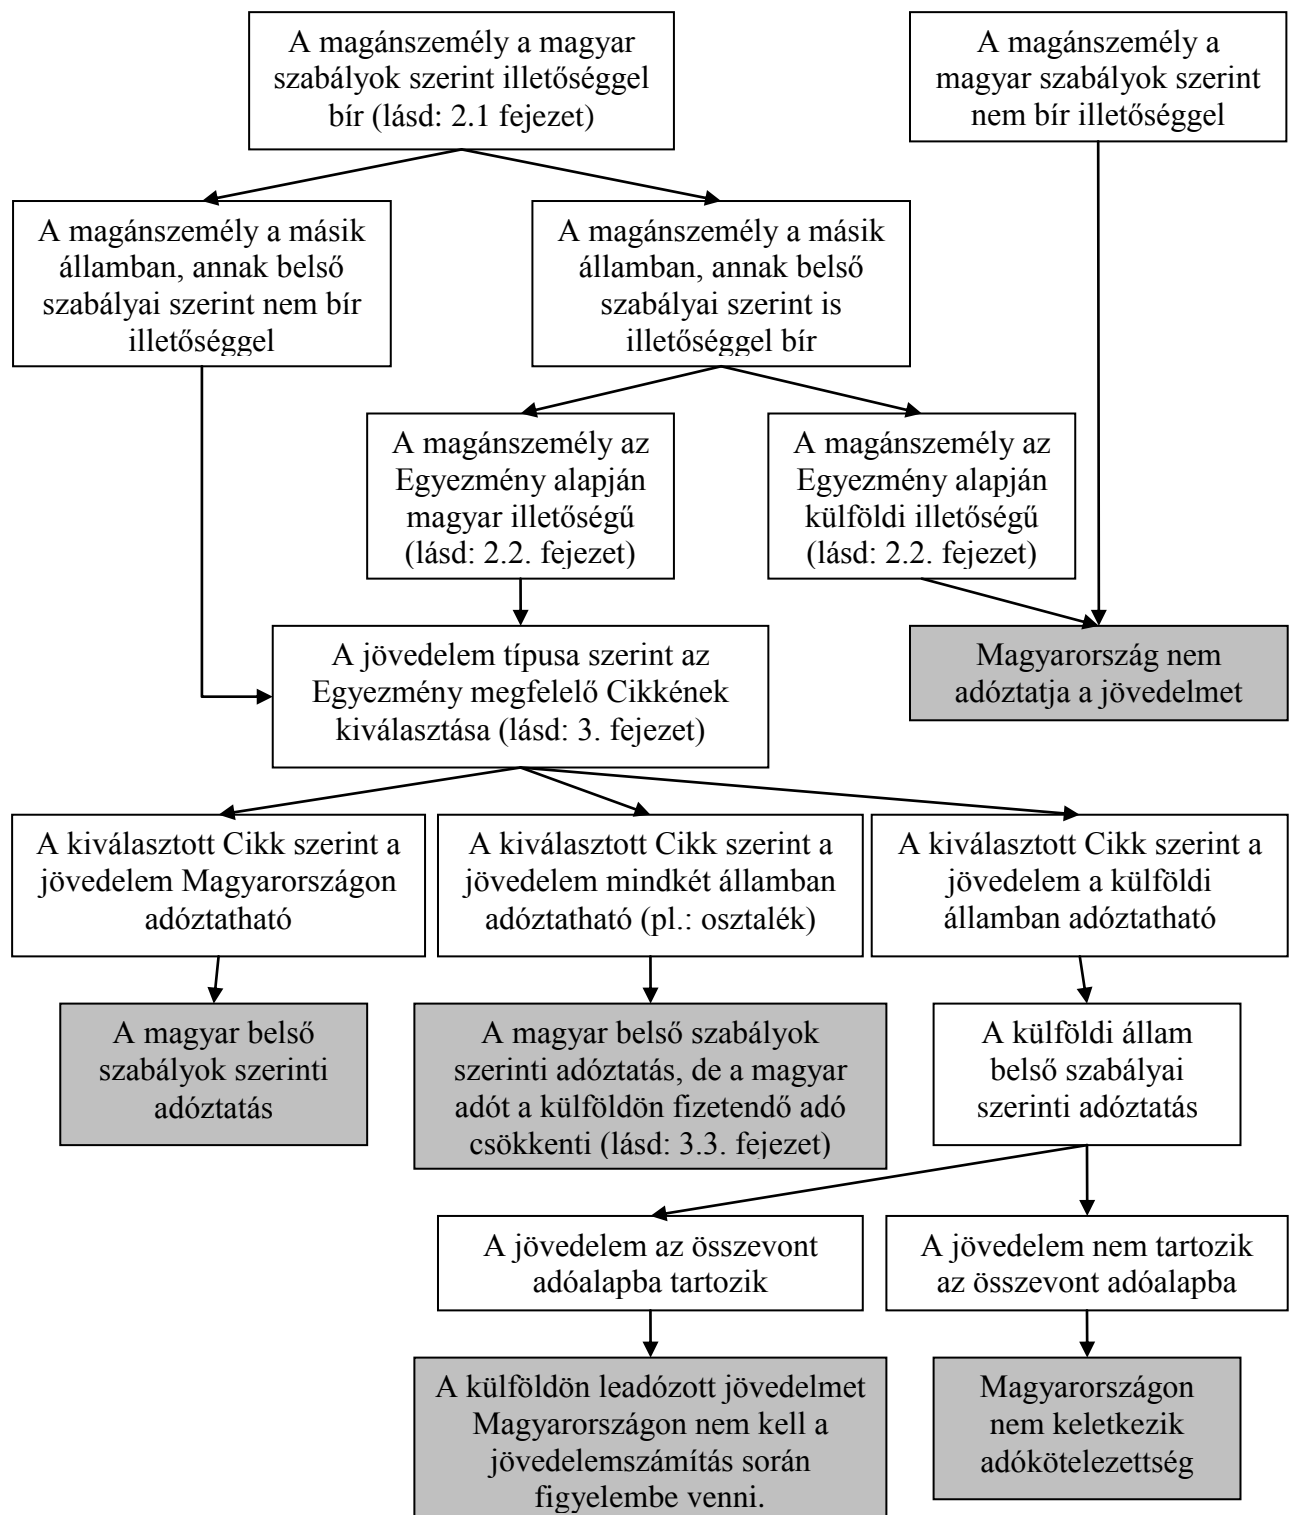 A magánszemély a magyar
szabályok szerint illetőséggel
bír (lásd: 2.1 fejezet)
A magánszemély a
magyar szabályok szerint
nem bír illetőséggel
A magánszemély a másik
államban, annak belső
szabályai szerint nem bír
illetőséggel
A magánszemély a másik
államban, annak belső
szabályai szerint is
illetőséggel bír
A magánszemély az
Egyezmény alapján
magyar illetőségű
(lásd: 2.2. fejezet)
A magánszemély az
Egyezmény alapján
külföldi illetőségű
(lásd: 2.2. fejezet)
A jövedelem típusa szerint az
Egyezmény megfelelő Cikkének
kiválasztása (lásd: 3. fejezet)
Magyarország nem
adóztatja a jövedelmet
A kiválasztott Cikk szerint a
jövedelem Magyarországon
adóztatható
A kiválasztott Cikk szerint a
jövedelem mindkét államban
adóztatható (pl.: osztalék)
A kiválasztott Cikk szerint a
jövedelem a külföldi
államban adóztatható
A magyar belső
szabályok szerinti
adóztatás
A magyar belső szabályok
szerinti adóztatás, de a magyar
adót a külföldön fizetendő adó
csökkenti (lásd: 3.3. fejezet)
A külföldi állam
belső szabályai
szerinti adóztatás
A jövedelem az összevont
adóalapba tartozik
A jövedelem nem tartozik
az összevont adóalapba
A külföldön leadózott jövedelmet
Magyarországon nem kell a
jövedelemszámítás során
figyelembe venni.
Magyarországon
nem keletkezik
adókötelezettség